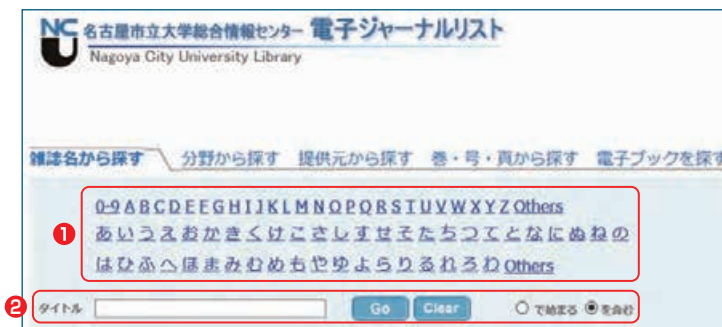 NCU 名古屋市立大学総合情報センター 電子ジャーナルリスト
Nagoya City University Library
雑誌名から探す 分野から探す 提供元から探す 巻・号・頁から探す 電子ブックを探す
0-9 A B C D E F G H I J K L M N O P Q R S T U V W X Y Z Others
❶ あ い う え お か き く け こ さ し す せ そ た ち つ て と な に ぬ ね の
は ひ ふ へ ほ ま み む め も や ゆ よ ら り る れ ろ わ Others
❷ タイトル Go Clear で始まる を含む